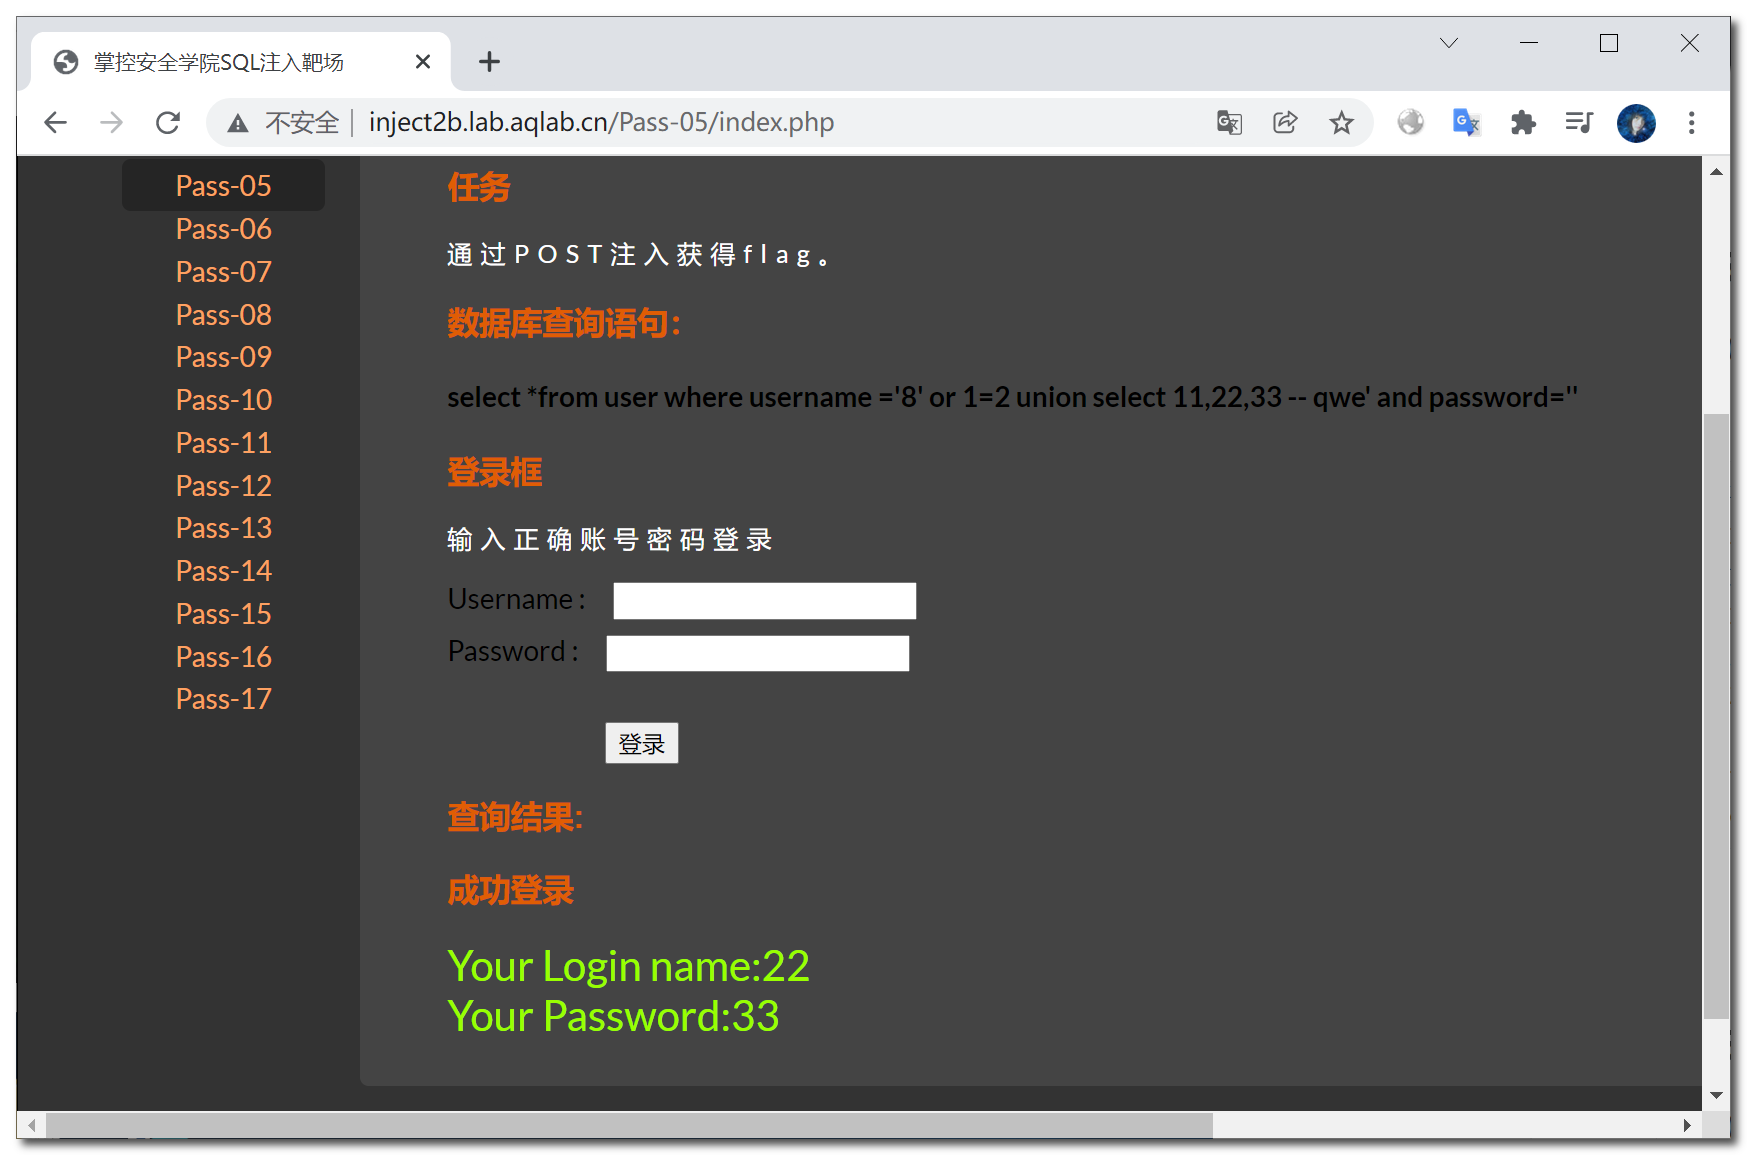 掌控安全学院SQL注入靶场
不安全 inject2b.lab.aqlab.cn/Pass-05/index.php
Pass-05
Pass-06
Pass-07
Pass-08
Pass-09
Pass-10
Pass-11
Pass-12
Pass-13
Pass-14
Pass-15
Pass-16
Pass-17
任务
通过POST注入获得flag。
数据库查询语句：
select *from user where username ='8' or 1=2 union select 11,22,33 -- qwe' and password=''
登录框
输入正确账号密码登录
Username :
Password :
登录
查询结果:
成功登录
Your Login name:22
Your Password:33